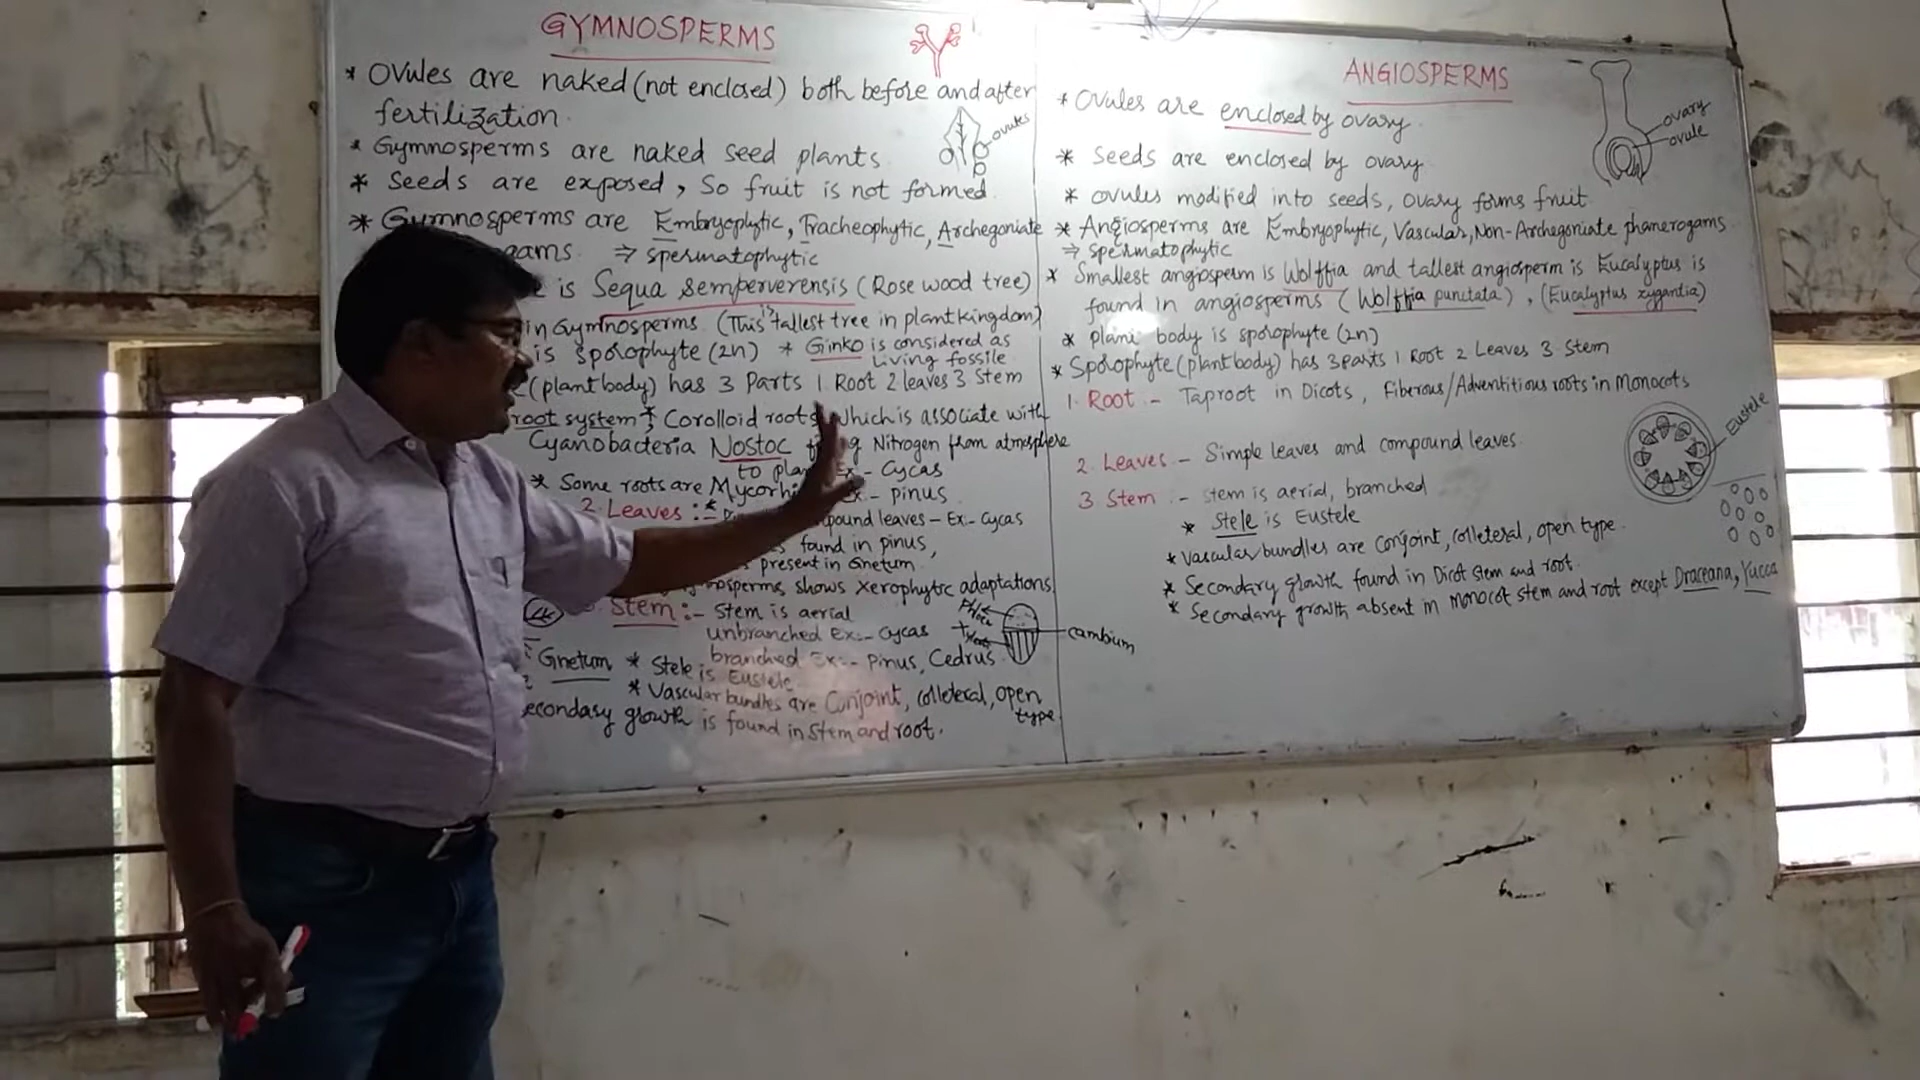 GYMNOSPERMS
* Ovules are naked (not enclosed) both before and after
fertilization.
ovules
* Gymnosperms are naked seed plants
* Seeds are exposed, So fruit is not formed
* Gymnosperms are Embryophytic, Tracheophytic, Archegoniate
ogams ⇒ spermatophytic
is Sequa Semperverensis (Rose wood tree)
in Gymnosperms. (This is tallest tree in plant kingdom)
is Sporophyte (2n) * Ginko is considered as
Living fossile
(plant body) has 3 Parts 1 Root 2 leaves 3 Stem
root system * Corolloid roots which is associate with
Cyanobacteria Nostoc Nitrogen from atmosphere
to Ex - Cycas
* Some roots are Ex.- pinus
2. Leaves :- * leaves - Ex:- Cycas
found in pinus,
present in Gnetum.
shows xerophytic adaptations
Stem :- Stem is aerial
unbranched Ex:- Cycas
branched Ex:- Pinus, Cedrus
cambium
Gnetum * Stele is Eustele.
* Vascular bundles are Conjoint, colleteral, open
type
econdary growth is found in Stem and root.
ANGIOSPERMS
* Ovules are enclosed by ovary
ovary
ovule
* Seeds are enclosed by ovary
* ovules modified into seeds, ovary forms fruit
* Angiosperms are Embryophytic, Vascular, Non-Archegoniate phanerogams
⇒ spermatophytic
* Smallest angiosperm is Wolffia and tallest angiosperm is Eucalyptus is
found in angiosperms (Wolffia punctata), (Eucalyptus xygantia)
* plant body is sporophyte (2n)
* Sporophyte (plant body) has 3 parts 1 Root 2 Leaves 3. Stem
1. Root - Taproot in Dicots, Fiberous/Adventitious roots in Monocots
Eustele
2. Leaves - Simple leaves and compound leaves
3 Stem - Stem is aerial, branched
* Stele is Eustele
* Vascular bundles are conjoint, colleteral, open type.
* Secondary growth found in Dicot stem and root.
* Secondary growth absent in monocot stem and root except Draceana, Yucca